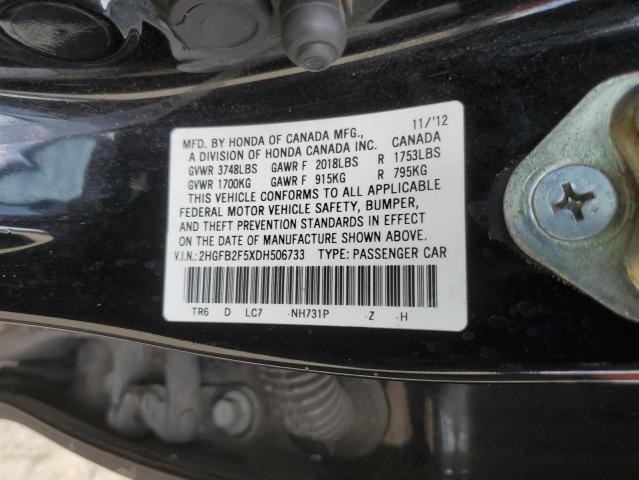 11/'12
MFD. BY HONDA OF CANADA MFG., CANADA
A DIVISION OF HONDA CANADA INC.
GVWR 3748LBS GAWR F 2018LBS R 1753LBS
GVWR 1700KG GAWR F 915KG R 795KG
THIS VEHICLE CONFORMS TO ALL APPLICABLE
FEDERAL MOTOR VEHICLE SAFETY, BUMPER,
AND THEFT PREVENTION STANDARDS IN EFFECT
ON THE DATE OF MANUFACTURE SHOWN ABOVE.
V.I.N.:2HGFB2F5XDH506733 TYPE: PASSENGER CAR
TR6 D LC7 -NH731P -Z -H